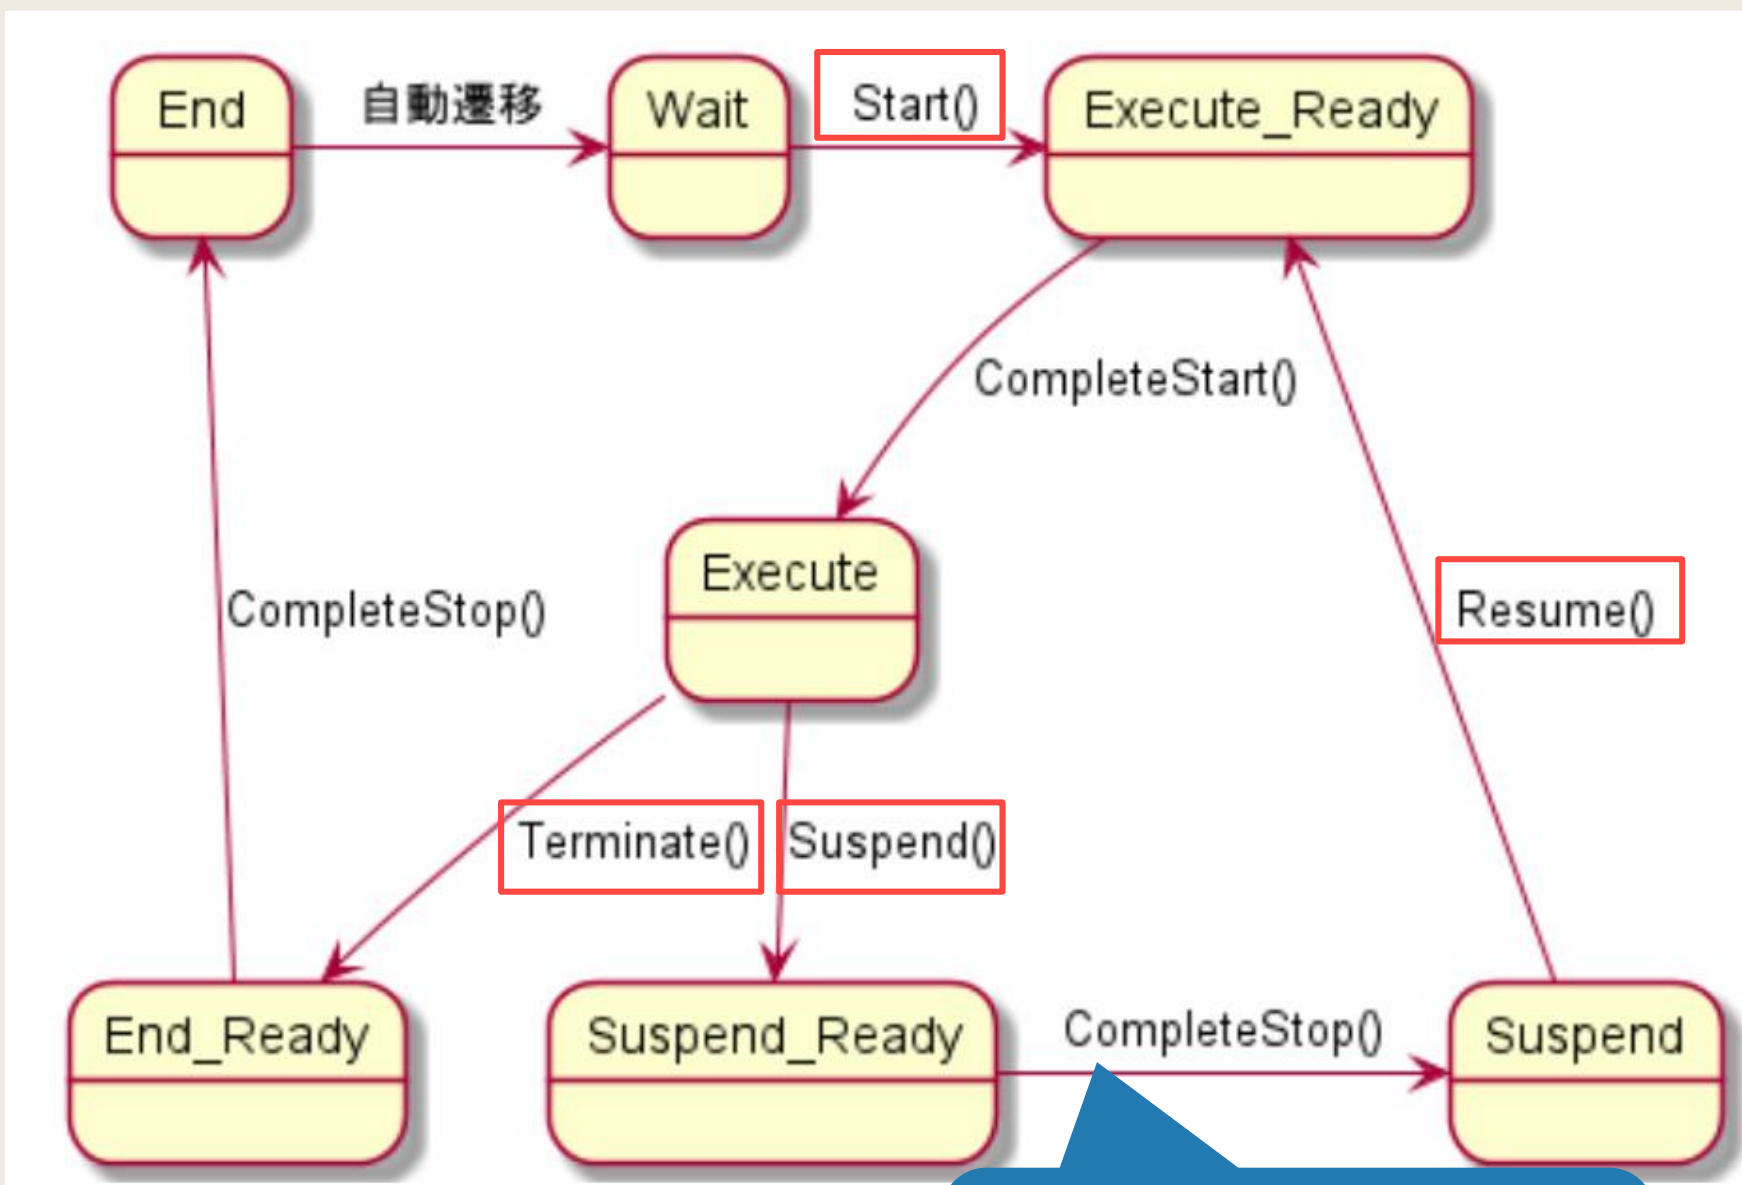 End
自動遷移
Wait
Start()
Execute_Ready
CompleteStart()
Execute
CompleteStop()
Resume()
Terminate()
Suspend()
End_Ready
Suspend_Ready
CompleteStop()
Suspend